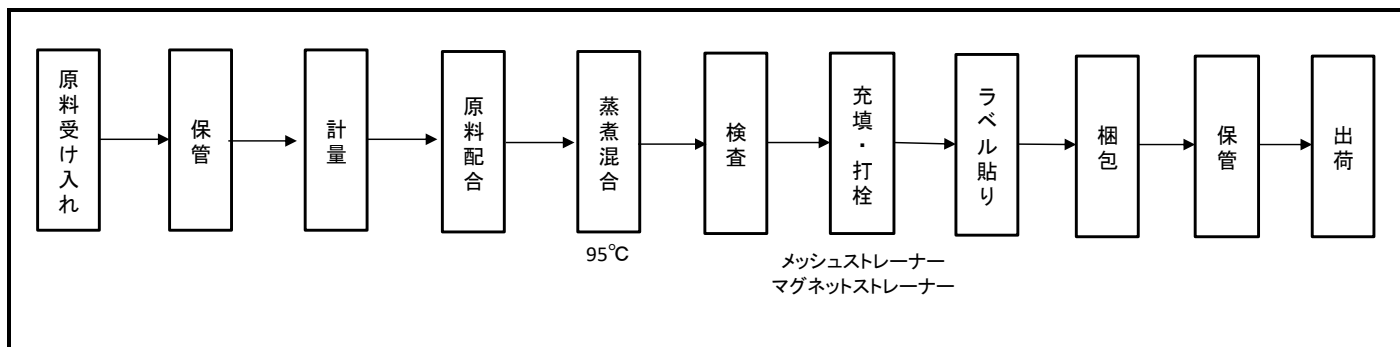 原料受け入れ
保管
計量
原料配合
蒸煮混合
検査
充填・打栓
ラベル貼り
梱包
保管
出荷
95℃
メッシュストレーナー
マグネットストレーナー